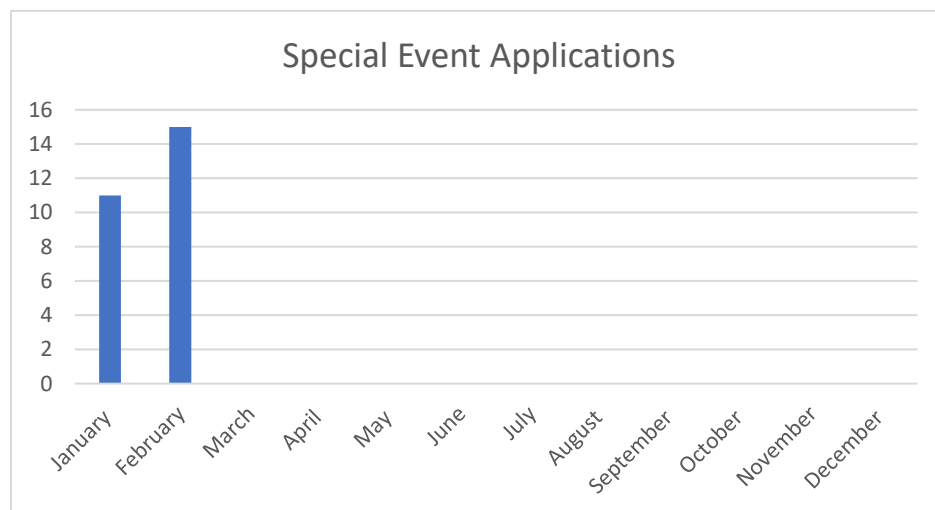 Special Event Applications
16
14
12
10
8
6
4
2
0
January
February
March
April
May
June
July
August
September
October
November
December